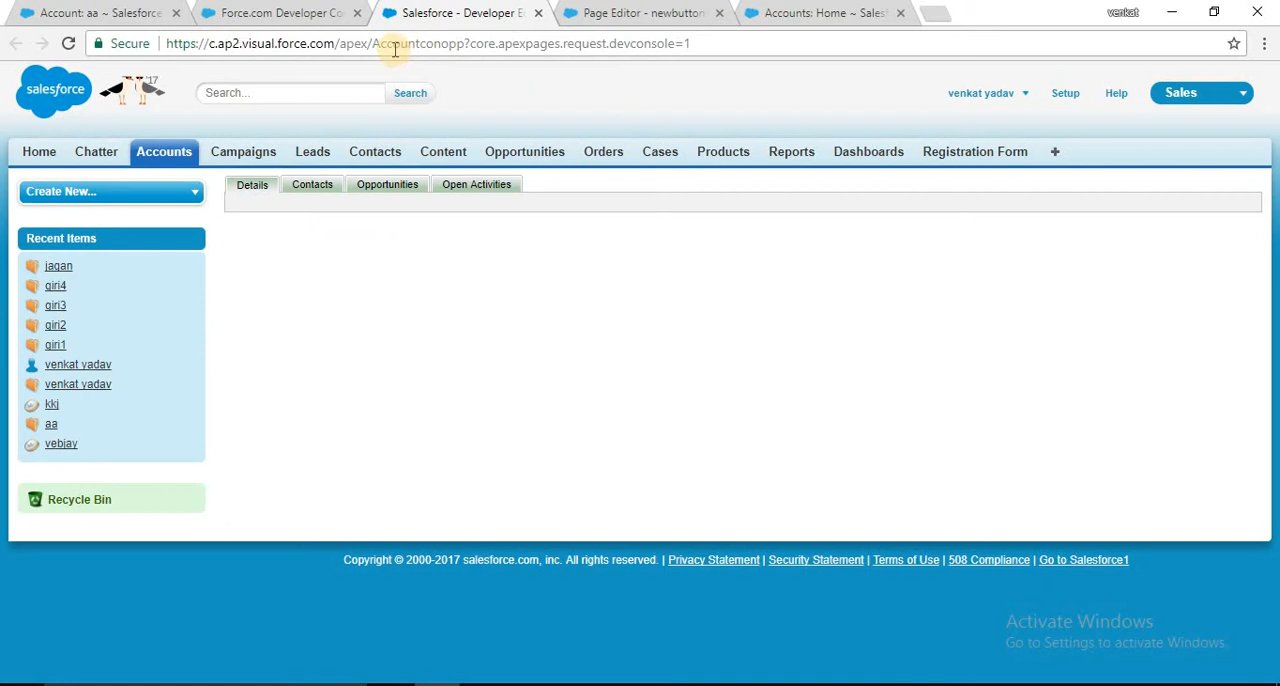 Account: aa ~ Salesforce
Force.com Developer Co
Salesforce - Developer E
Page Editor - newbutton
Accounts: Home ~ Sales
venkat
Secure
https://c.ap2.visual.force.com/apex/Accountconopp?core.apexpages.request.devconsole=1
salesforce
'17
Search...
Search
venkat yadav
Setup
Help
Sales
Home
Chatter
Accounts
Campaigns
Leads
Contacts
Content
Opportunities
Orders
Cases
Products
Reports
Dashboards
Registration Form
+
Create New...
Details
Contacts
Opportunities
Open Activities
Recent Items
jagan
giri4
giri3
giri2
giri1
venkat yadav
venkat yadav
kkj
aa
vebjay
Recycle Bin
Copyright © 2000-2017 salesforce.com, inc. All rights reserved. | Privacy Statement | Security Statement | Terms of Use | 508 Compliance | Go to Salesforce1
Activate Windows
Go to Settings to activate Windows.